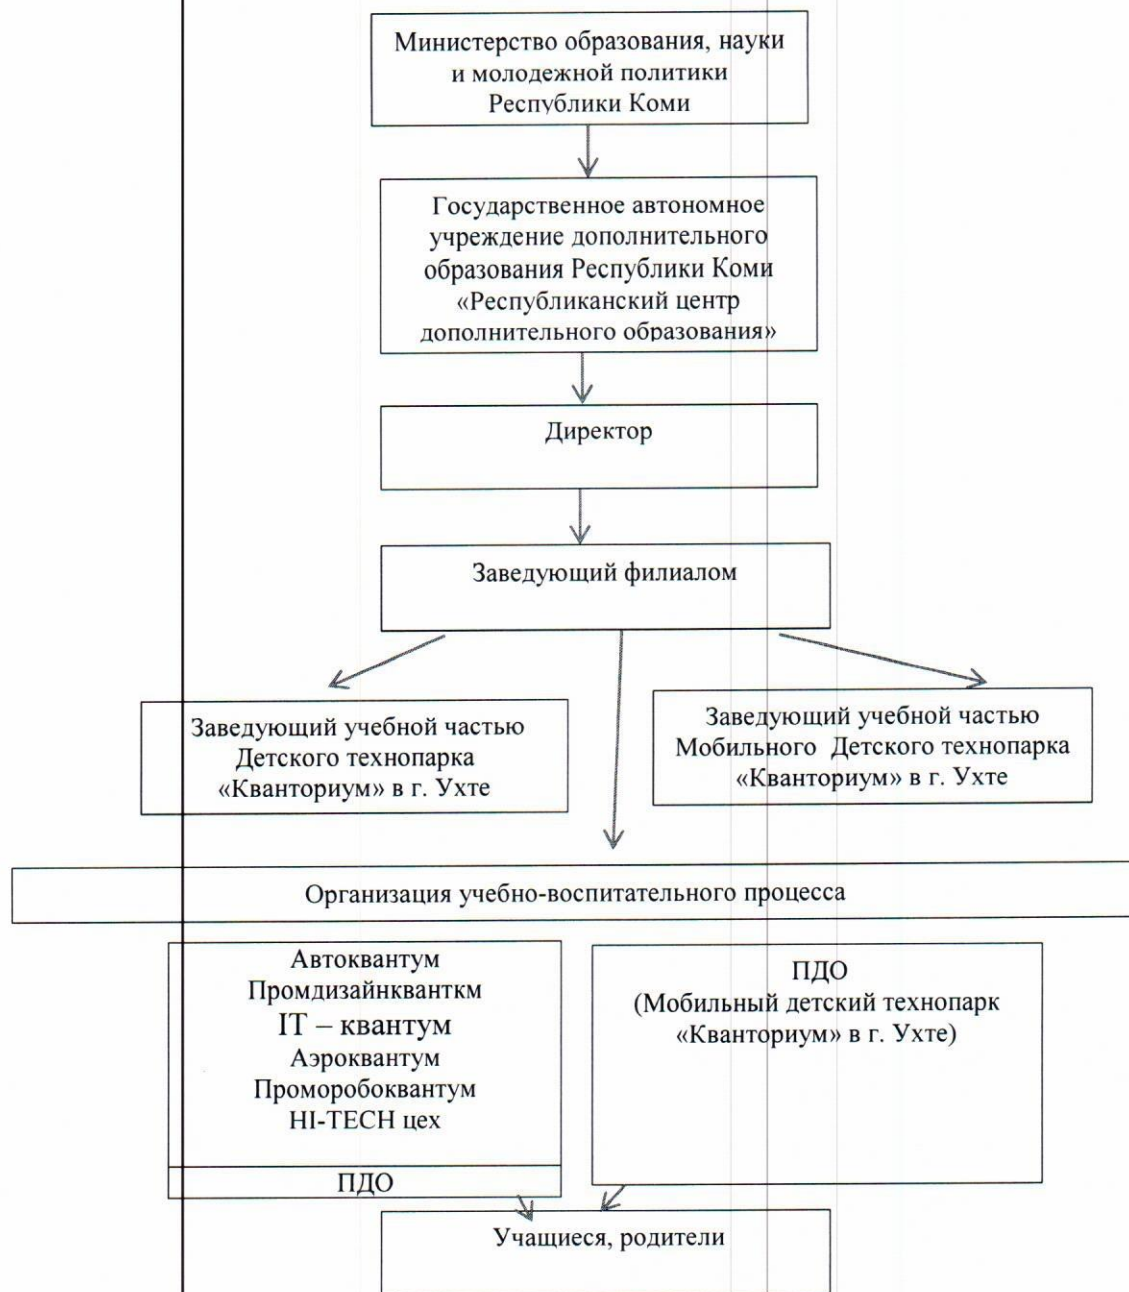 Министерство образования, науки
и молодежной политики
Республики Коми
Государственное автономное
учреждение дополнительного
образования Республики Коми
«Республиканский центр
дополнительного образования»
Директор
Заведующий филиалом
Заведующий учебной частью
Детского технопарка
«Кванториум» в г. Ухте
Заведующий учебной частью
Мобильного Детского технопарка
«Кванториум» в г. Ухте
Организация учебно-воспитательного процесса
Автоквантум
Промдизайнкванткм
IT – квантум
Аэроквантум
Проморобоквантум
HI-TECH цех
ПДО
ПДО
(Мобильный детский технопарк
«Кванториум» в г. Ухте)
Учащиеся, родители